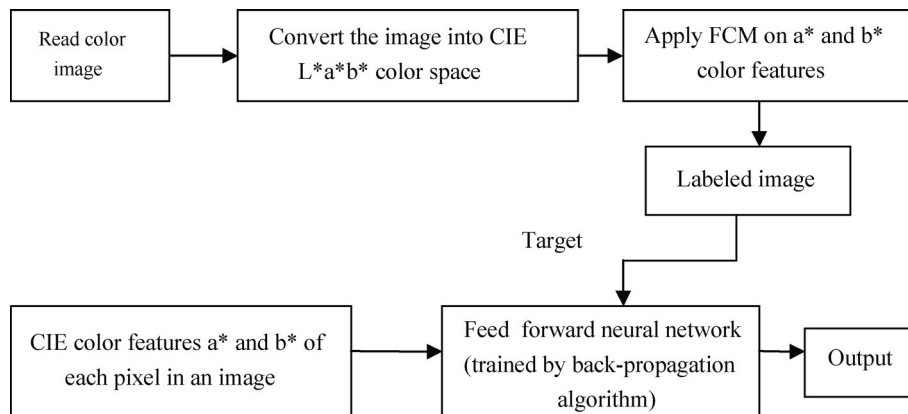 Read color
image
Convert the image into CIE
L*a*b* color space
Apply FCM on a* and b*
color features
Labeled image
Target
CIE color features a* and b* of
each pixel in an image
Feed forward neural network
(trained by back-propagation
algorithm)
Output